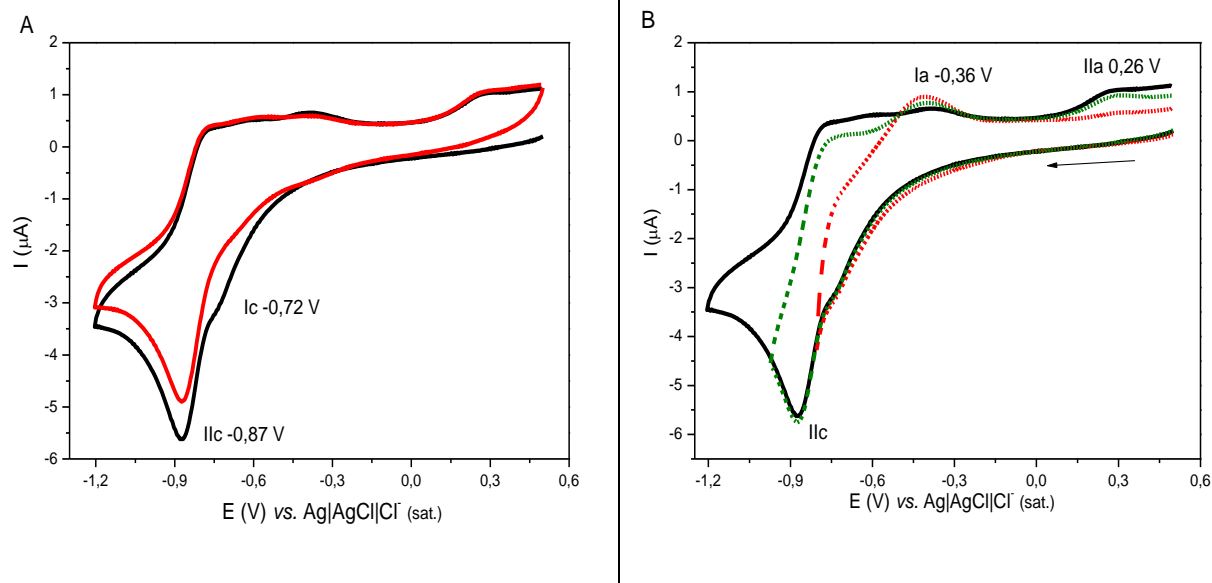 A
2
1
0
-1
-2
-3
-4
-5
-6
I (μA)
Ic -0,72 V
IIc -0,87 V
-1,2 -0,9 -0,6 -0,3 0,0 0,3 0,6
E (V) vs. Ag|AgCl|Cl⁻ (sat.)
B
2
1
0
-1
-2
-3
-4
-5
-6
I (μA)
Ia -0,36 V
IIa 0,26 V
IIc
-1,2 -0,9 -0,6 -0,3 0,0 0,3 0,6
E (V) vs. Ag|AgCl|Cl⁻ (sat.)